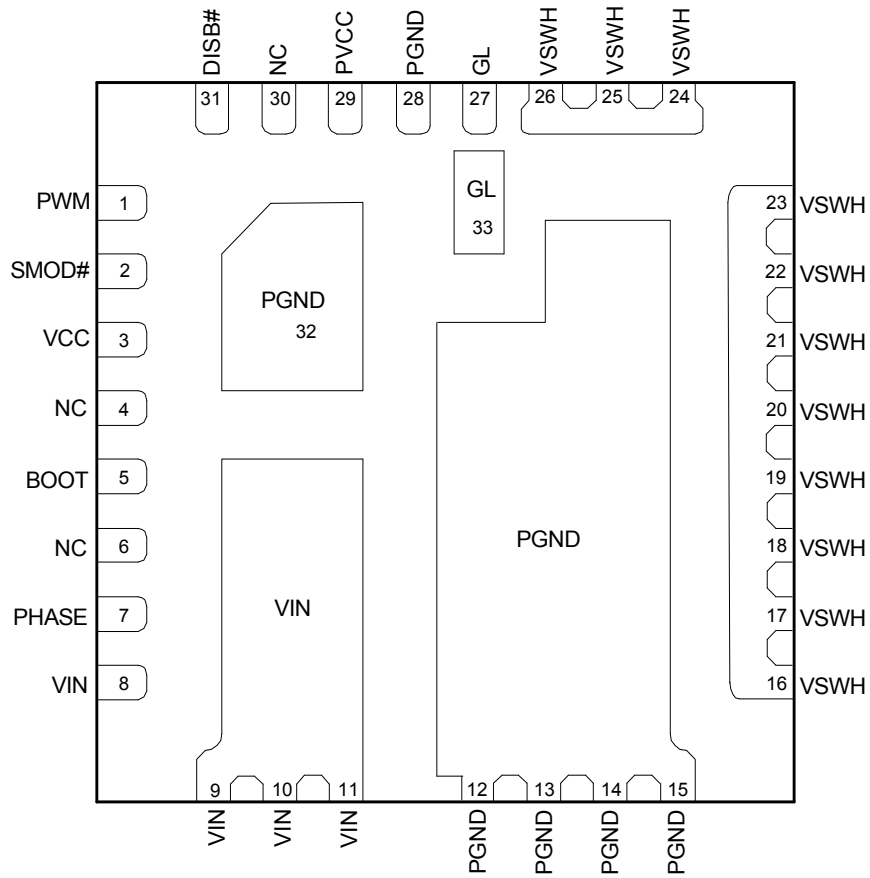 DISB#
NC
PVCC
PGND
GL
VSWH
VSWH
VSWH
31
30
29
28
27
26
25
24
PWM 1
SMOD# 2
VCC 3
NC 4
BOOT 5
NC 6
PHASE 7
VIN 8
GL
33
PGND
32
VIN
PGND
23 VSWH
22 VSWH
21 VSWH
20 VSWH
19 VSWH
18 VSWH
17 VSWH
16 VSWH
9
10
11
12
13
14
15
VIN
VIN
VIN
PGND
PGND
PGND
PGND